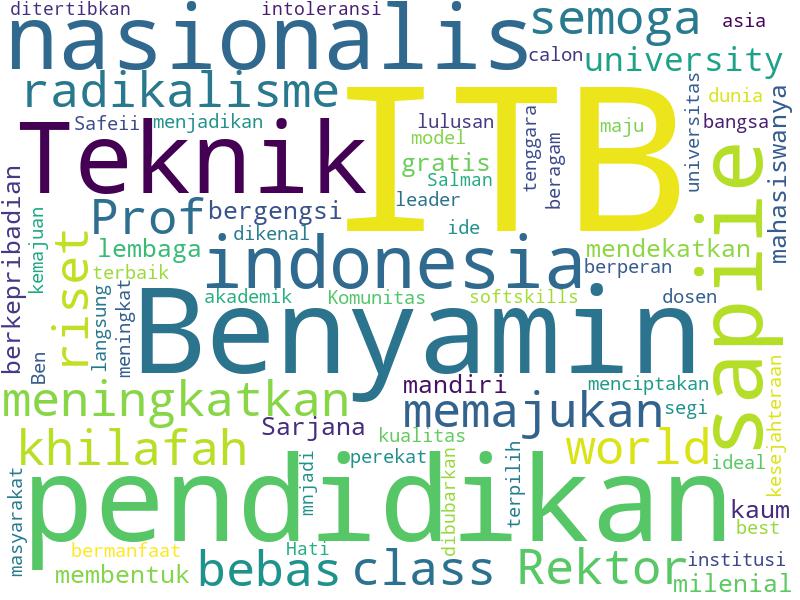 ditertibkan
intoleransi
nasionalis
semoga
asia
calon
university
radikalisme
ITB
dunia
Teknik
Safeii
menjadikan
lulusan
model
tenggara
beragam
maju
universitas
bangsa
mahasiswanya
gratis
Salman
leader
sapiie
berkepribadian
kemajuan
Prof
bergengsi
dikenal
ide
riset
lembaga
terbaik
indonesia
mendekatkan
berperan
langsung
meningkat
akademik
Komunitas
softskills
dosen
Benyamin
Ben
meningkatkan
mandiri
menciptakan
memajukan
segi
kesejahteraan
Sarjana
kualitas
khilafah
perekat
world
ideal
masyarakat
mnjadi
dibubarkan
terpilih
pendidikan
kaum
best
bermanfaat
Hati
membentuk
bebas
class
Rektor
institusi
milenial